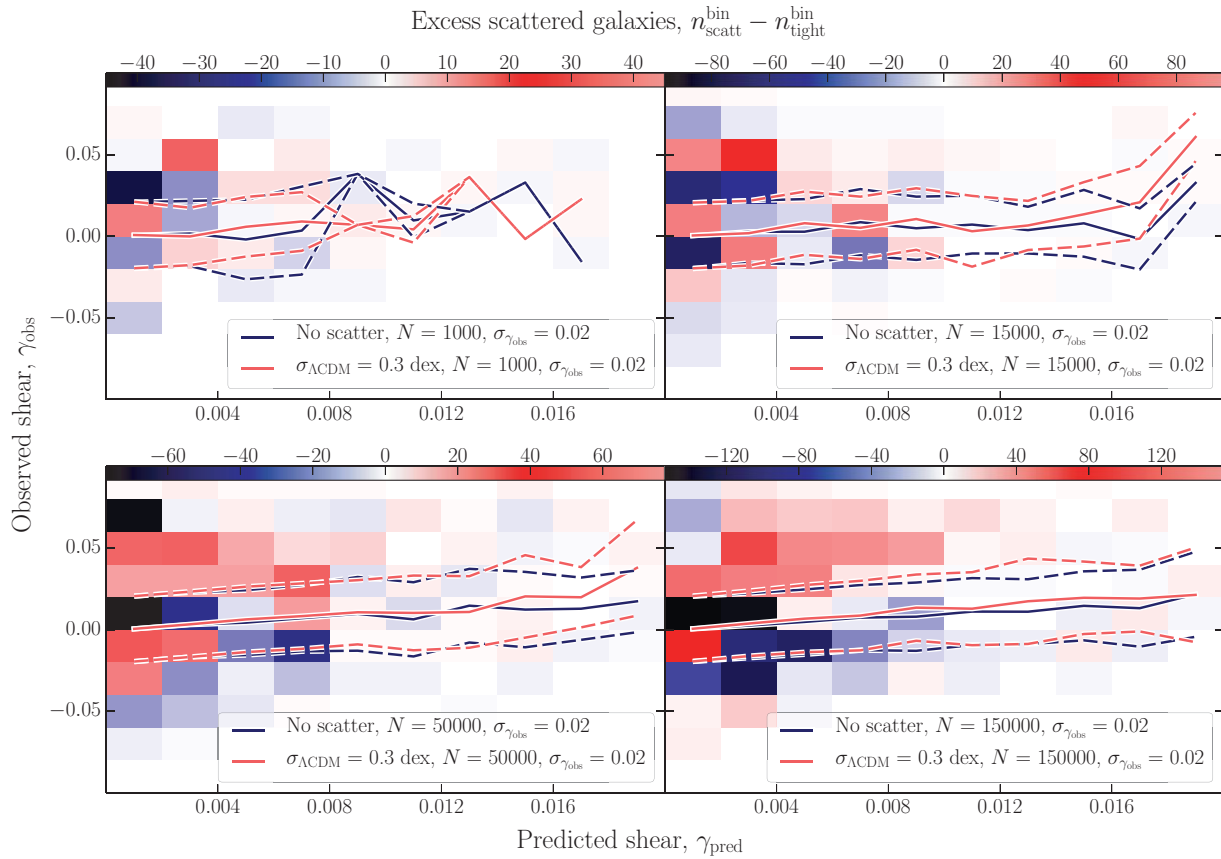 Excess scattered galaxies, $n_{\rm scatt}^{\rm bin} - n_{\rm tight}^{\rm bin}$
−40 −30 −20 −10 0 10 20 30 40
−80 −60 −40 −20 0 20 40 60 80
0.05
0.00
−0.05
No scatter, $N = 1000$, $\sigma_{\gamma_{\rm obs}} = 0.02$
$\sigma_{\Lambda{\rm CDM}} = 0.3$ dex, $N = 1000$, $\sigma_{\gamma_{\rm obs}} = 0.02$
No scatter, $N = 15000$, $\sigma_{\gamma_{\rm obs}} = 0.02$
$\sigma_{\Lambda{\rm CDM}} = 0.3$ dex, $N = 15000$, $\sigma_{\gamma_{\rm obs}} = 0.02$
0.004 0.008 0.012 0.016
0.004 0.008 0.012 0.016
Observed shear, $\gamma_{\rm obs}$
−60 −40 −20 0 20 40 60
−120 −80 −40 0 40 80 120
0.05
0.00
−0.05
No scatter, $N = 50000$, $\sigma_{\gamma_{\rm obs}} = 0.02$
$\sigma_{\Lambda{\rm CDM}} = 0.3$ dex, $N = 50000$, $\sigma_{\gamma_{\rm obs}} = 0.02$
No scatter, $N = 150000$, $\sigma_{\gamma_{\rm obs}} = 0.02$
$\sigma_{\Lambda{\rm CDM}} = 0.3$ dex, $N = 150000$, $\sigma_{\gamma_{\rm obs}} = 0.02$
0.004 0.008 0.012 0.016
0.004 0.008 0.012 0.016
Predicted shear, $\gamma_{\rm pred}$